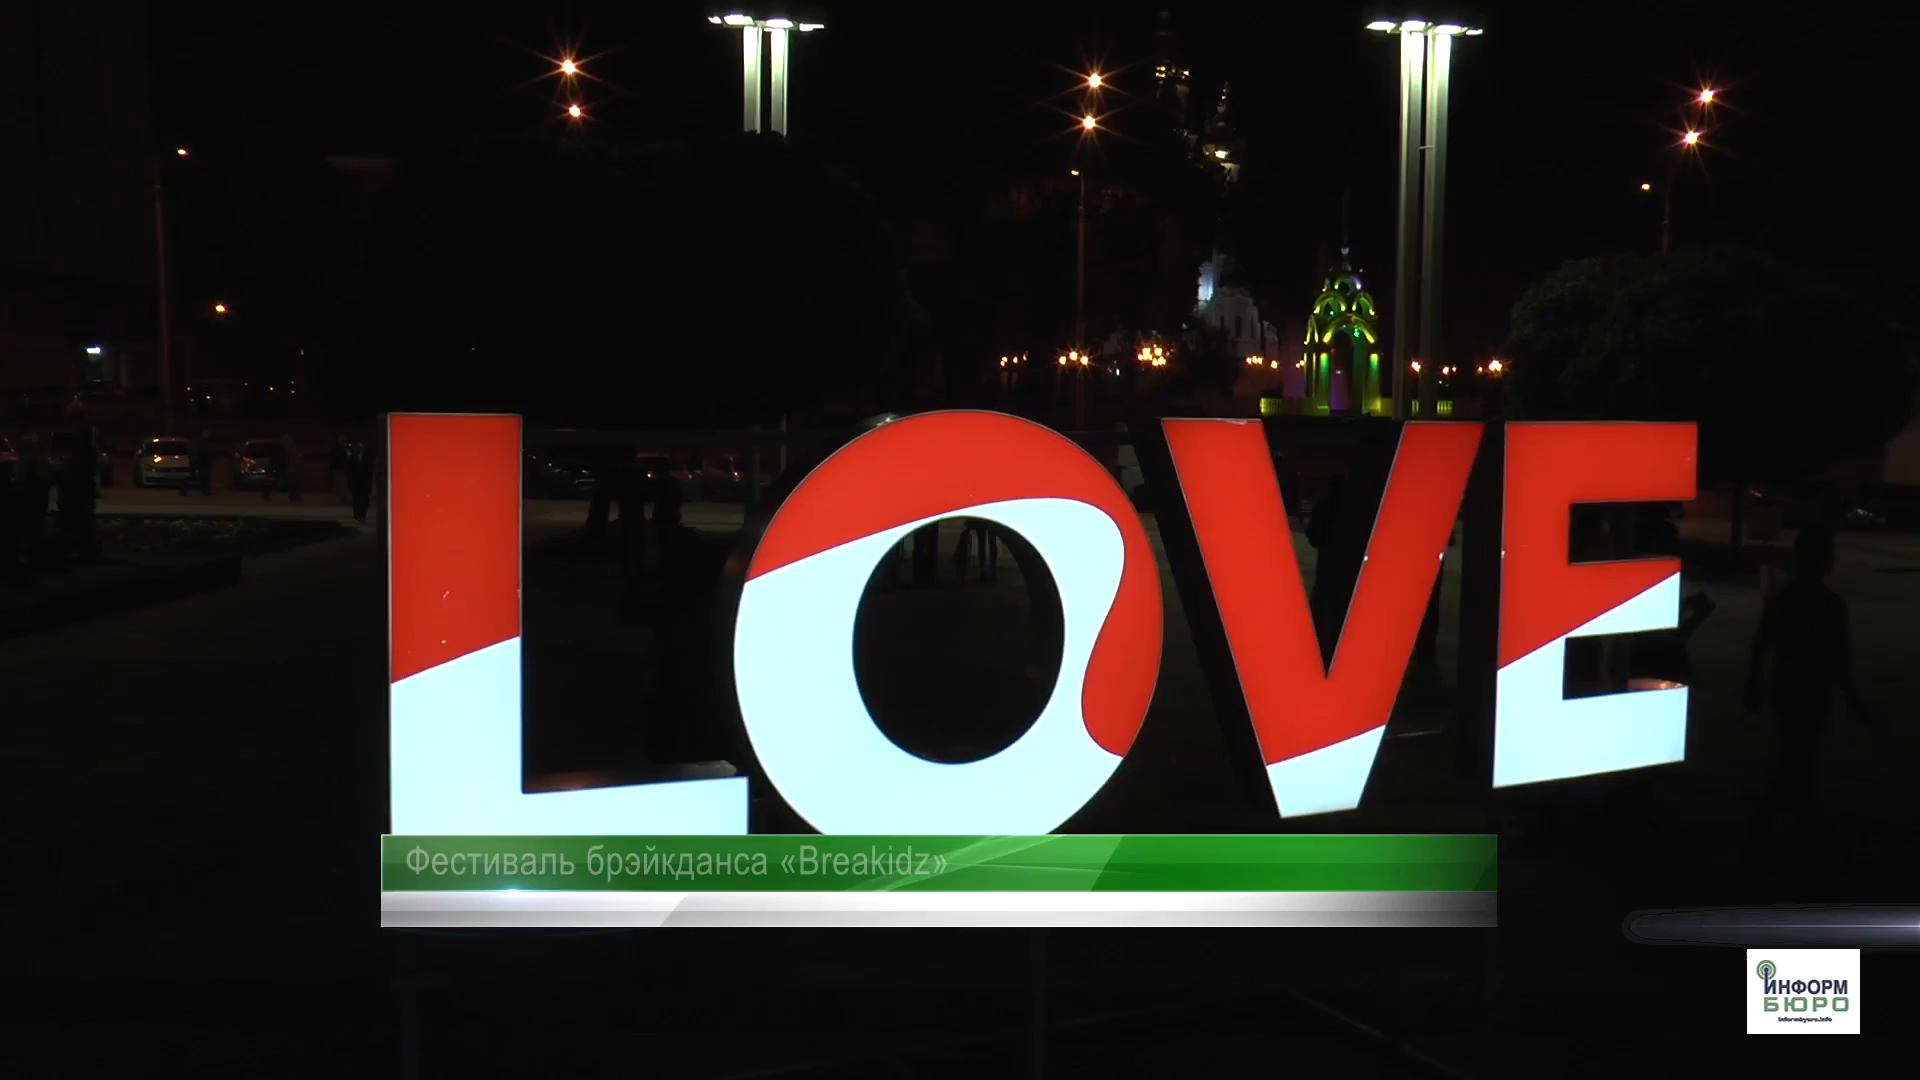 LOVE
Фестиваль брэйкданса «Breakidz»
ИНФОРМ
БЮРО
informburo.info